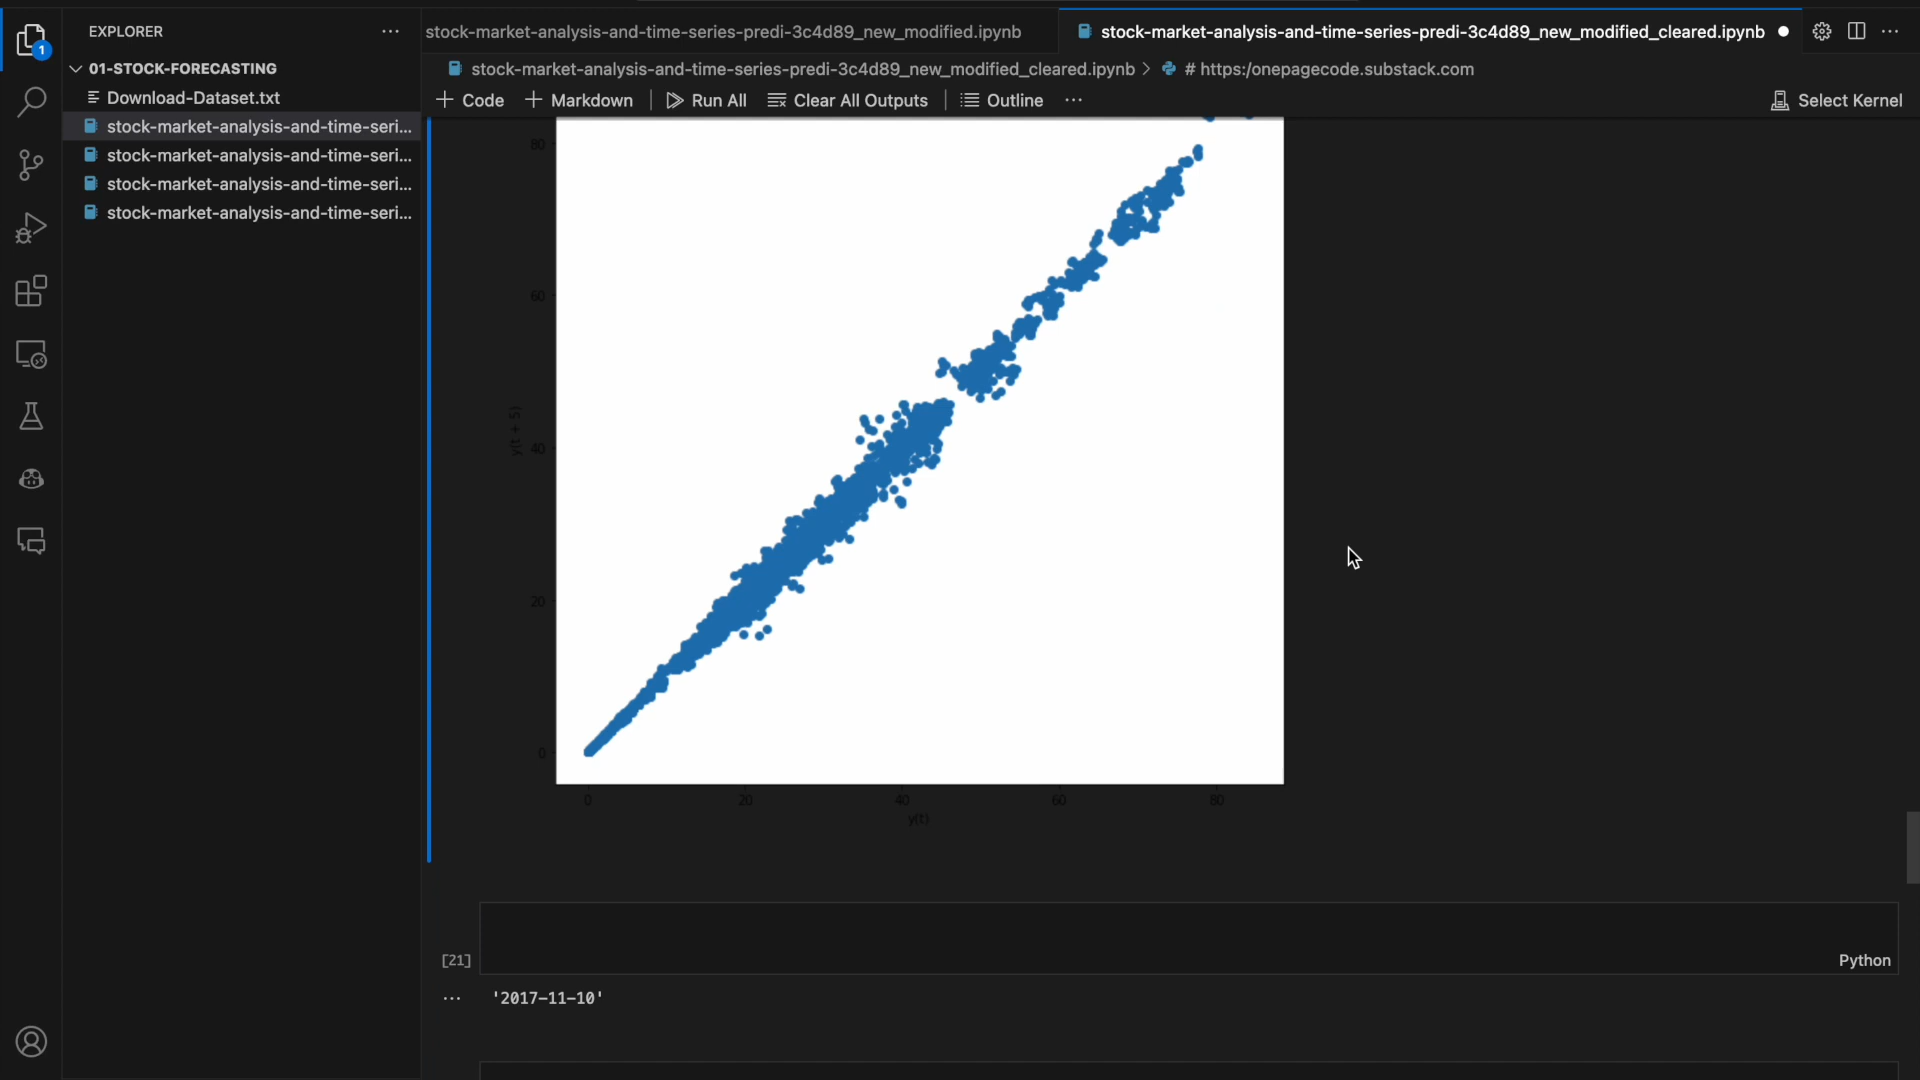 EXPLORER
01-STOCK-FORECASTING
Download-Dataset.txt
stock-market-analysis-and-time-seri...
stock-market-analysis-and-time-seri...
stock-market-analysis-and-time-seri...
stock-market-analysis-and-time-seri...
1
stock-market-analysis-and-time-series-predi-3c4d89_new_modified.ipynb
stock-market-analysis-and-time-series-predi-3c4d89_new_modified_cleared.ipynb
stock-market-analysis-and-time-series-predi-3c4d89_new_modified_cleared.ipynb > # https:/onepagecode.substack.com
+ Code + Markdown Run All Clear All Outputs Outline ...
Select Kernel
80
60
y(t + 5)
40
20
0
0 20 40 60 80
y(t)
[21]
Python
... '2017-11-10'